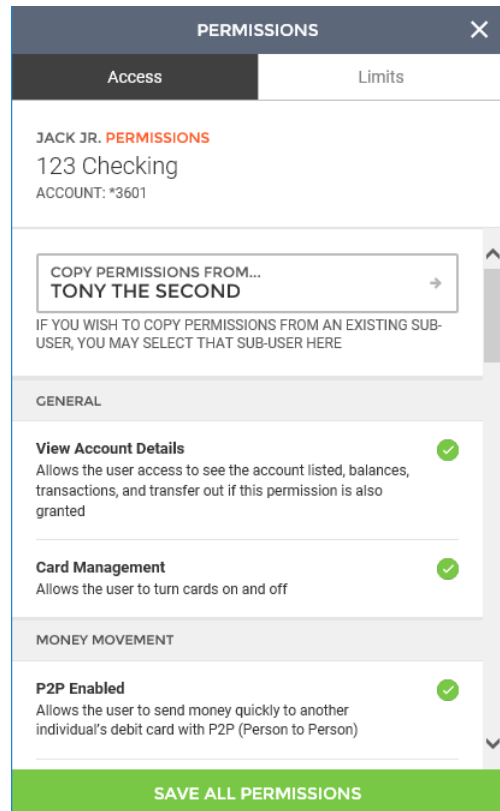 PERMISSIONS
Access
Limits
JACK JR. PERMISSIONS
123 Checking
ACCOUNT: *3601
COPY PERMISSIONS FROM...
TONY THE SECOND
IF YOU WISH TO COPY PERMISSIONS FROM AN EXISTING SUB-
USER, YOU MAY SELECT THAT SUB-USER HERE
GENERAL
View Account Details
Allows the user access to see the account listed, balances,
transactions, and transfer out if this permission is also
granted
Card Management
Allows the user to turn cards on and off
MONEY MOVEMENT
P2P Enabled
Allows the user to send money quickly to another
individual's debit card with P2P (Person to Person)
SAVE ALL PERMISSIONS